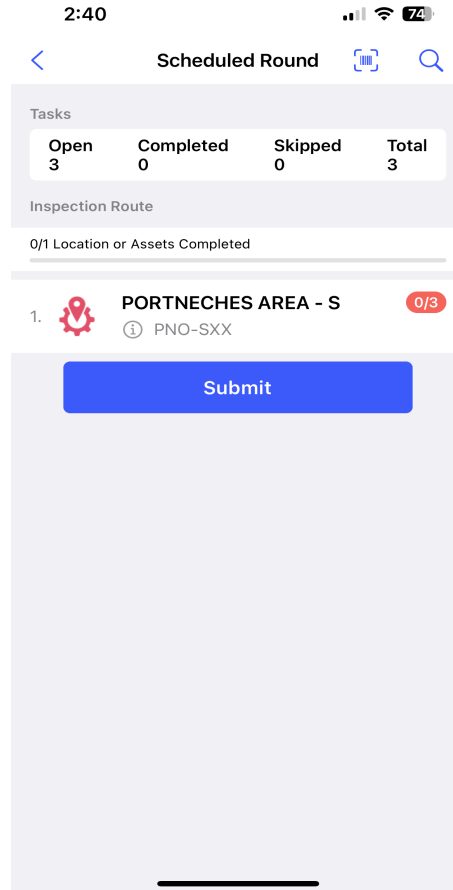 2:40
74
Scheduled Round
Tasks
Open Completed Skipped Total
3 0 0 3
Inspection Route
0/1 Location or Assets Completed
1. PORTNECHES AREA - S 0/3
PNO-SXX
Submit